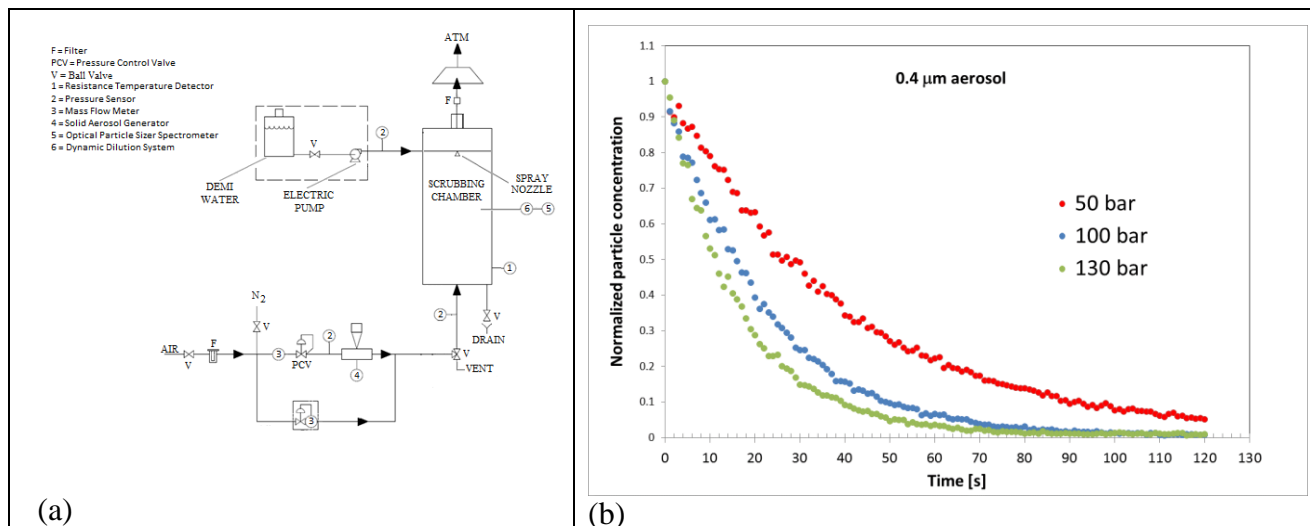 F = Filter
PCV = Pressure Control Valve
V = Ball Valve
1 = Resistance Temperature Detector
2 = Pressure Sensor
3 = Mass Flow Meter
4 = Solid Aerosol Generator
5 = Optical Particle Sizer Spectrometer
6 = Dynamic Dilution System
ATM
F
2
V
DEMI
WATER
ELECTRIC
PUMP
SCRUBBING
CHAMBER
SPRAY
NOZZLE
6
5
1
N2
V
2
V
DRAIN
AIR
V
F
3
PCV
2
4
V
VENT
3
(a)
0.4 μm aerosol
Normalized particle concentration
1.1
1
0.9
0.8
0.7
0.6
0.5
0.4
0.3
0.2
0.1
0
50 bar
100 bar
130 bar
0 10 20 30 40 50 60 70 80 90 100 110 120 130
Time [s]
(b)